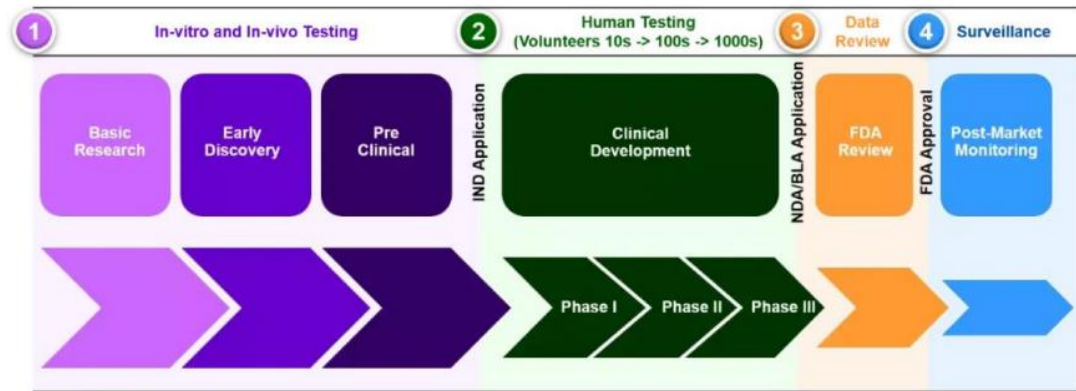 1
In-vitro and In-vivo Testing
2
Human Testing
(Volunteers 10s -> 100s -> 1000s)
3
Data
Review
4
Surveillance
Basic
Research
Early
Discovery
Pre
Clinical
IND Application
Clinical
Development
NDA/BLA Application
FDA
Review
FDA Approval
Post-Market
Monitoring
Phase I
Phase II
Phase III